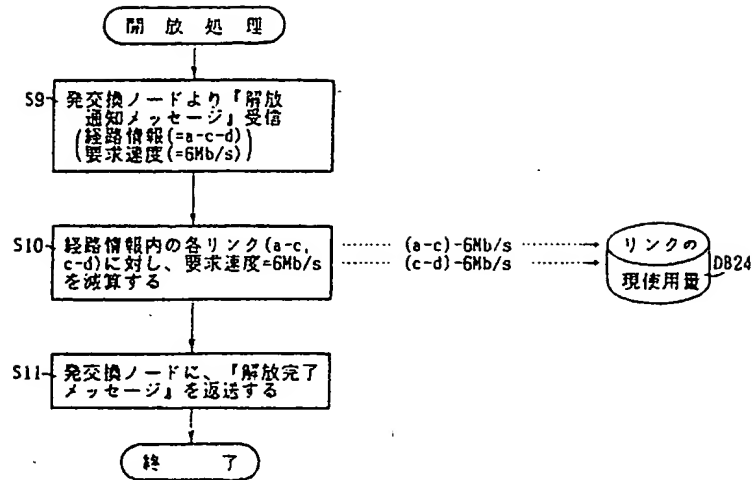 開放処理
S9 発交換ノードより『解放
通知メッセージ』受信
(経路情報(=a-c-d)
要求速度(=6Mb/s))
S10 経路情報内の各リンク(a-c,
c-d)に対し、要求速度=6Mb/s
を減算する
(a-c)-6Mb/s
(c-d)-6Mb/s
リンクの
現使用量
DB24
S11 発交換ノードに、『解放完了
メッセージ』を返送する
終了